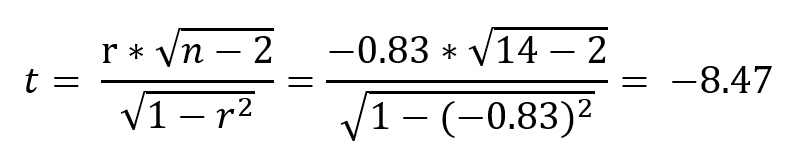 t = r * √n − 2 / √1 − r² = −0.83 * √14 − 2 / √1 − (−0.83)² = −8.47